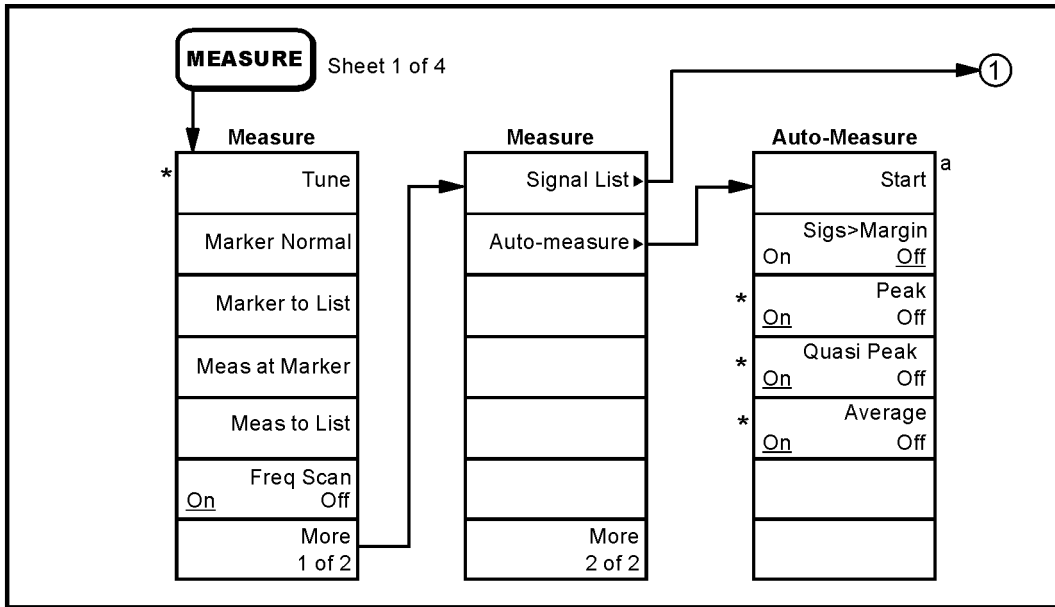 MEASURE
Sheet 1 of 4
1
Measure
* Tune
Marker Normal
Marker to List
Meas at Marker
Meas to List
Freq Scan
On Off
More
1 of 2
Measure
Signal List▸
Auto-measure▸
More
2 of 2
Auto-Measure
Start a
Sigs>Margin
On Off
* Peak
On Off
* Quasi Peak
On Off
* Average
On Off